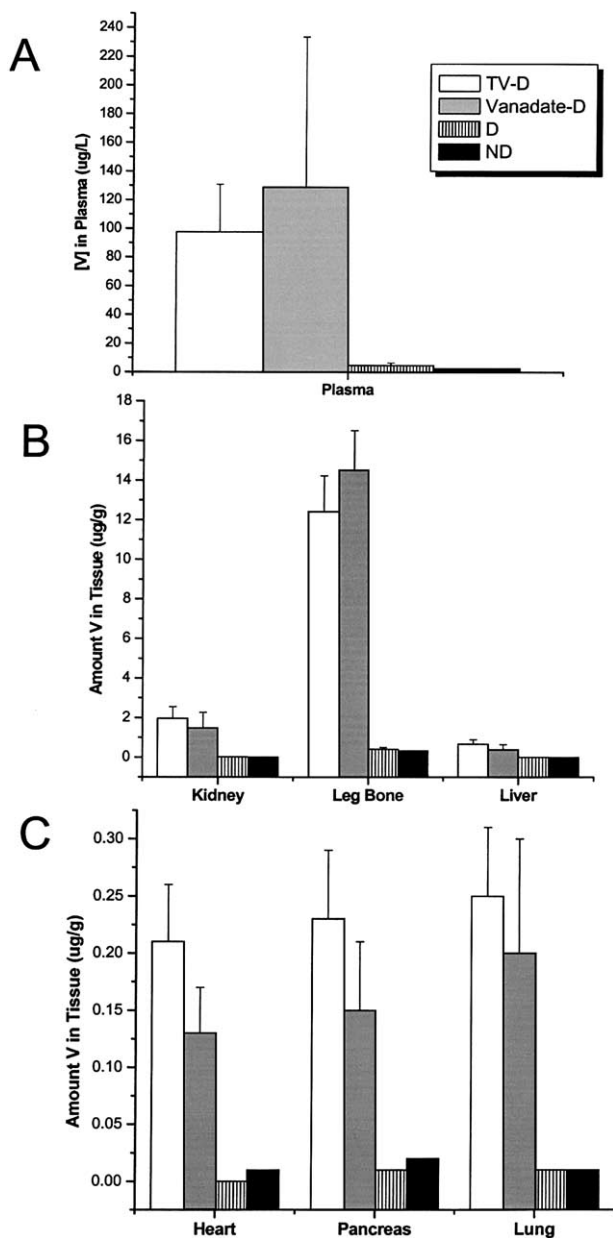 A
[V] in Plasma (ug/L)
240
220
200
180
160
140
120
100
80
60
40
20
0
Plasma
TV-D
Vanadate-D
D
ND
B
Amount V in Tissue (ug/g)
18
16
14
12
10
8
6
4
2
0
Kidney
Leg Bone
Liver
C
Amount V in Tissue (ug/g)
0.30
0.25
0.20
0.15
0.10
0.05
0.00
Heart
Pancreas
Lung